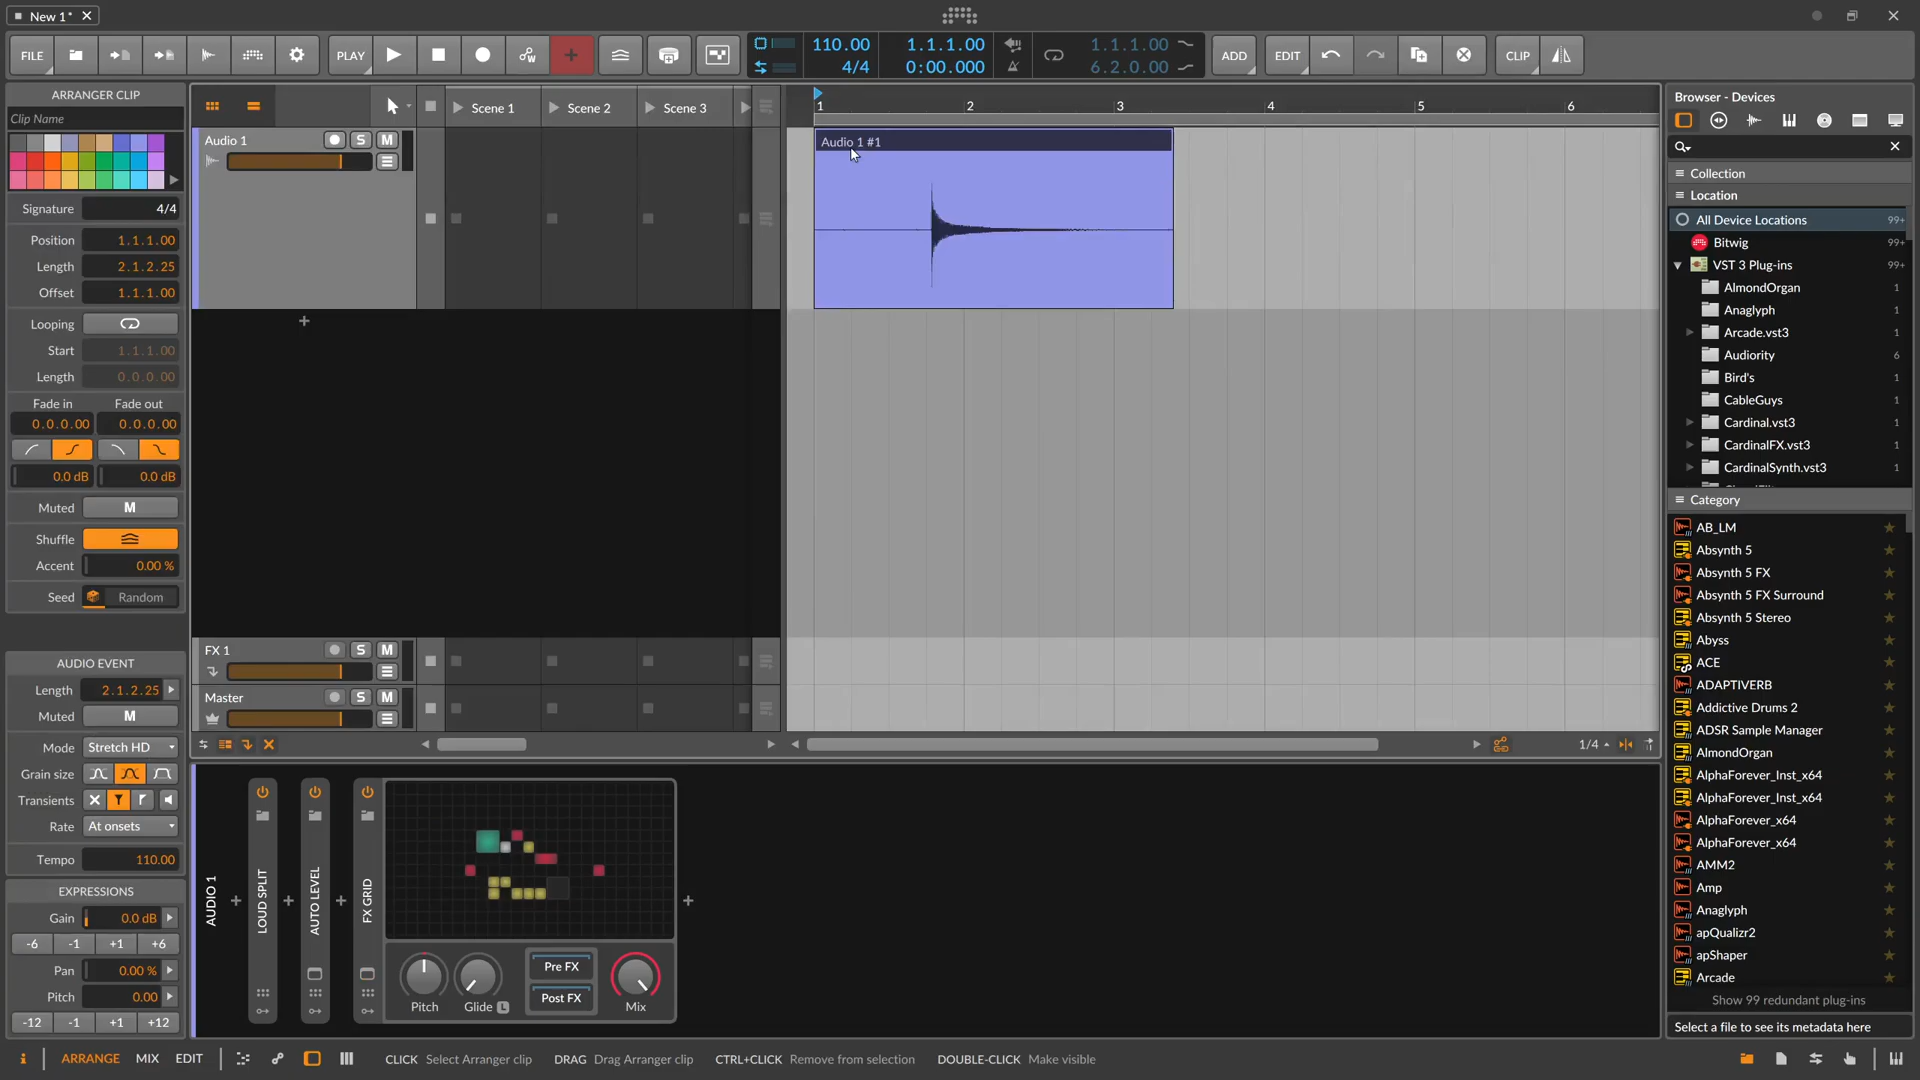 New 1*
FILE
PLAY
110.00
4/4
1.1.1.00
0:00.000
1.1.1.00
6.2.0.00
ADD
EDIT
CLIP
ARRANGER CLIP
Clip Name
Signature 4/4
Position 1.1.1.00
Length 2.1.2.25
Offset 1.1.1.00
Looping
Start 1.1.1.00
Length 0.0.0.00
Fade in Fade out
0.0.0.00 0.0.0.00
0.0 dB 0.0 dB
Muted M
Shuffle
Accent 0.00 %
Seed Random
AUDIO EVENT
Length 2.1.2.25
Muted M
Mode Stretch HD
Grain size
Transients
Rate At onsets
Tempo 110.00
EXPRESSIONS
Gain 0.0 dB
-6 -1 +1 +6
Pan 0.00 %
Pitch 0.00
-12 -1 +1 +12
Scene 1 Scene 2 Scene 3
Audio 1 S M
FX 1 S M
Master S M
1 2 3 4 5 6
Audio 1 #1
1/4
AUDIO 1
LOUD SPLIT
AUTO LEVEL
FX GRID
Pitch
Glide L
Pre FX
Post FX
Mix
Browser - Devices
Collection
Location
All Device Locations 99+
Bitwig 99+
VST 3 Plug-ins 99+
AlmondOrgan 1
Anaglyph 1
Arcade.vst3 1
Audiority 6
Bird's 1
CableGuys 1
Cardinal.vst3 1
CardinalFX.vst3 1
CardinalSynth.vst3 1
Category
AB_LM
Absynth 5
Absynth 5 FX
Absynth 5 FX Surround
Absynth 5 Stereo
Abyss
ACE
ADAPTIVERB
Addictive Drums 2
ADSR Sample Manager
AlmondOrgan
AlphaForever_Inst_x64
AlphaForever_Inst_x64
AlphaForever_x64
AlphaForever_x64
AMM2
Amp
Anaglyph
apQualizr2
apShaper
Arcade
Show 99 redundant plug-ins
Select a file to see its metadata here
i ARRANGE MIX EDIT
CLICK Select Arranger clip DRAG Drag Arranger clip CTRL+CLICK Remove from selection DOUBLE-CLICK Make visible